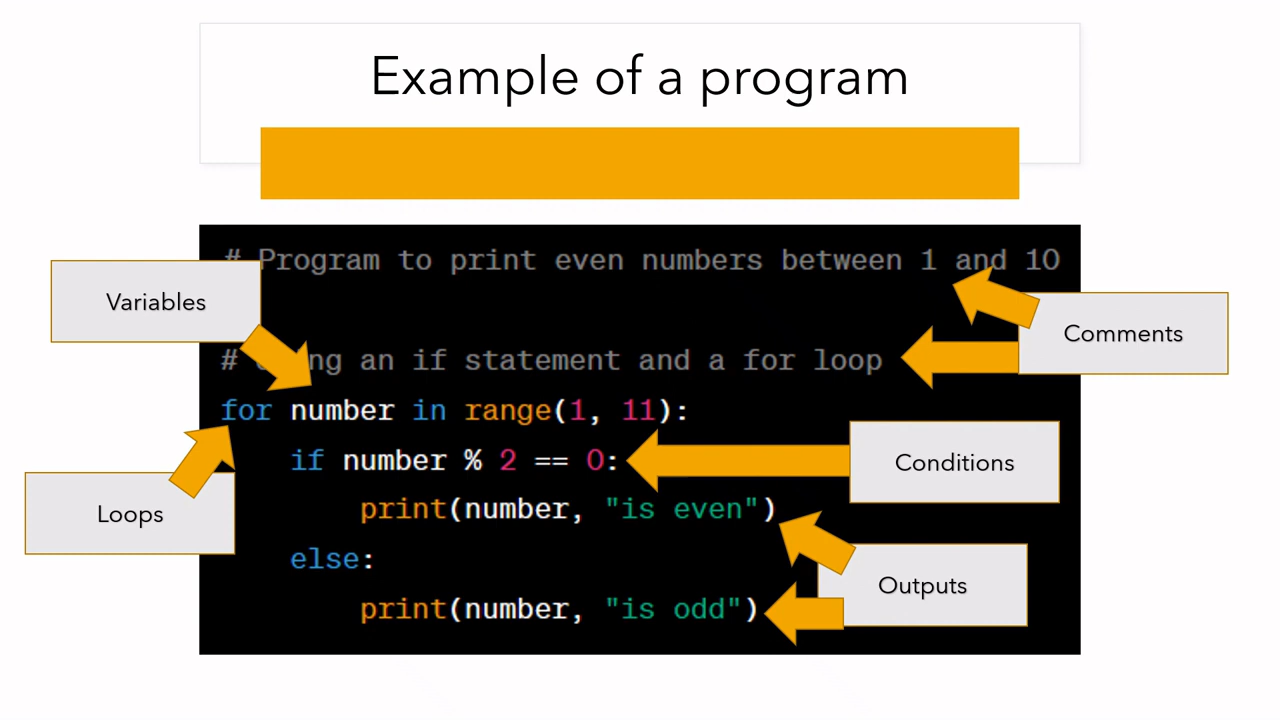 Example of a program
# Program to print even numbers between 1 and 10
Variables
Comments
# an if statement and a for loop
for number in range(1, 11):
if number % 2 == 0:
Conditions
Loops
print(number, "is even")
else:
Outputs
print(number, "is odd")